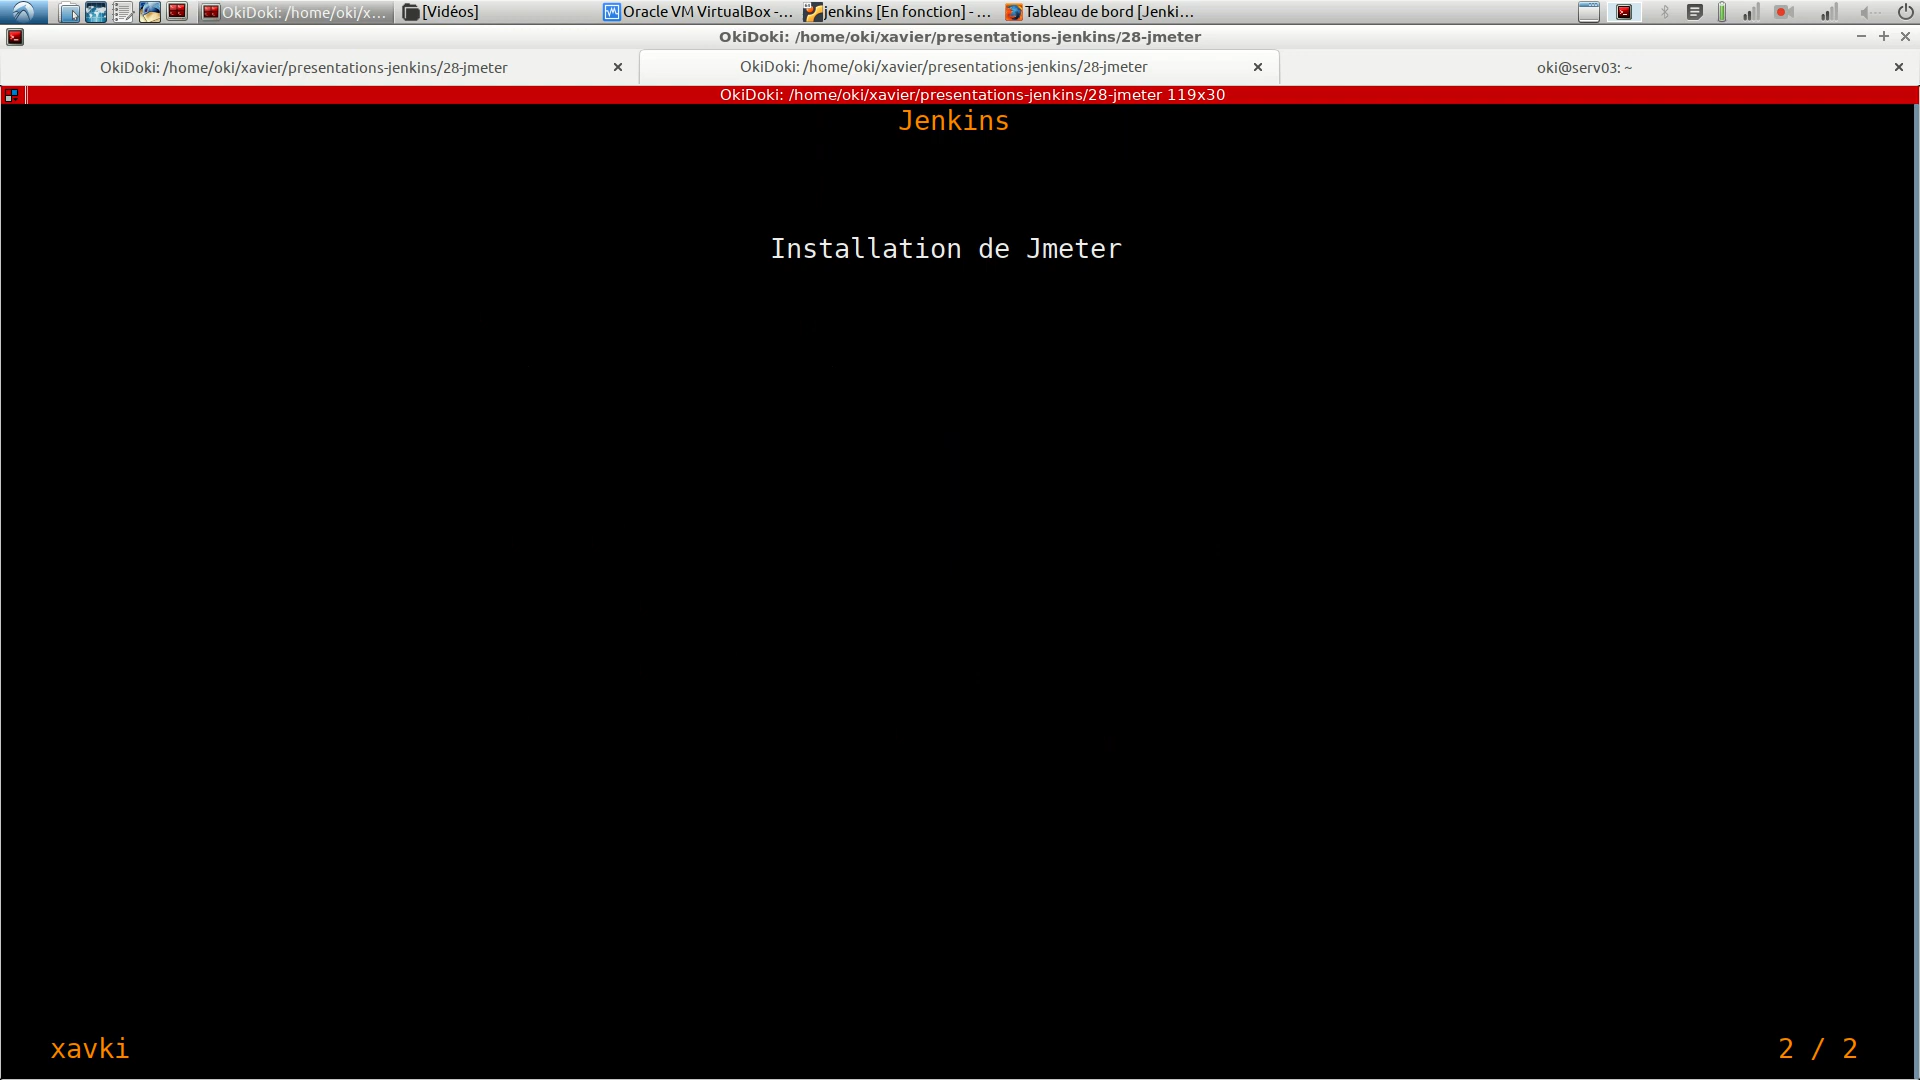 OkiDoki: /home/oki/x... [Vidéos] Oracle VM VirtualBox -... jenkins [En fonction] - ... Tableau de bord [Jenki...
OkiDoki: /home/oki/xavier/presentations-jenkins/28-jmeter
OkiDoki: /home/oki/xavier/presentations-jenkins/28-jmeter OkiDoki: /home/oki/xavier/presentations-jenkins/28-jmeter oki@serv03: ~
OkiDoki: /home/oki/xavier/presentations-jenkins/28-jmeter 119x30
Jenkins
Installation de Jmeter
xavki 2 / 2